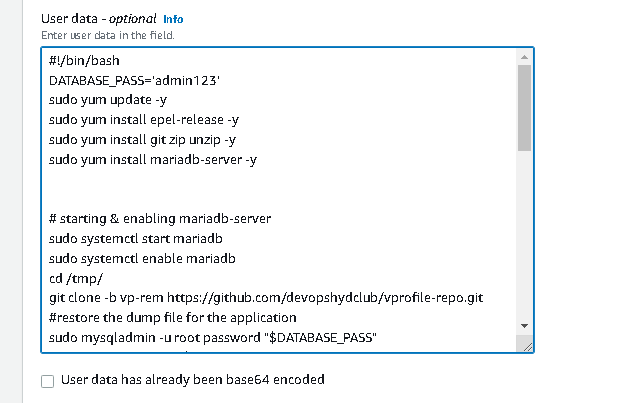 User data - optional Info
Enter user data in the field.
#!/bin/bash
DATABASE_PASS='admin123'
sudo yum update -y
sudo yum install epel-release -y
sudo yum install git zip unzip -y
sudo yum install mariadb-server -y
# starting & enabling mariadb-server
sudo systemctl start mariadb
sudo systemctl enable mariadb
cd /tmp/
git clone -b vp-rem https://github.com/devopshydclub/vprofile-repo.git
#restore the dump file for the application
sudo mysqladmin -u root password "$DATABASE_PASS"
User data has already been base64 encoded